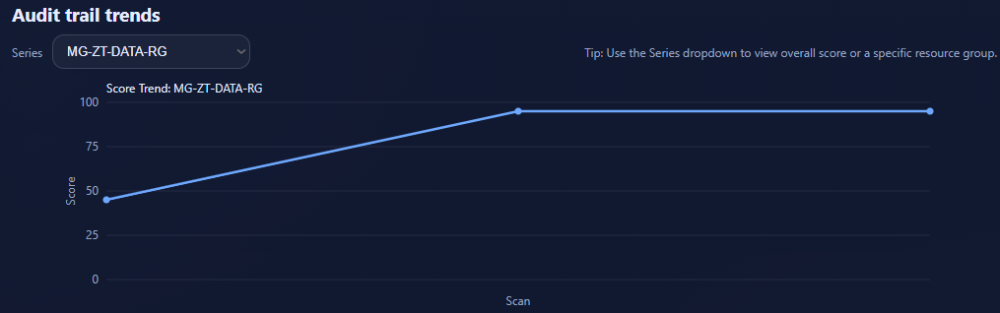 Audit trail trends
Series
MG-ZT-DATA-RG
Tip: Use the Series dropdown to view overall score or a specific resource group.
Score Trend: MG-ZT-DATA-RG
100
75
50
25
0
Score
Scan